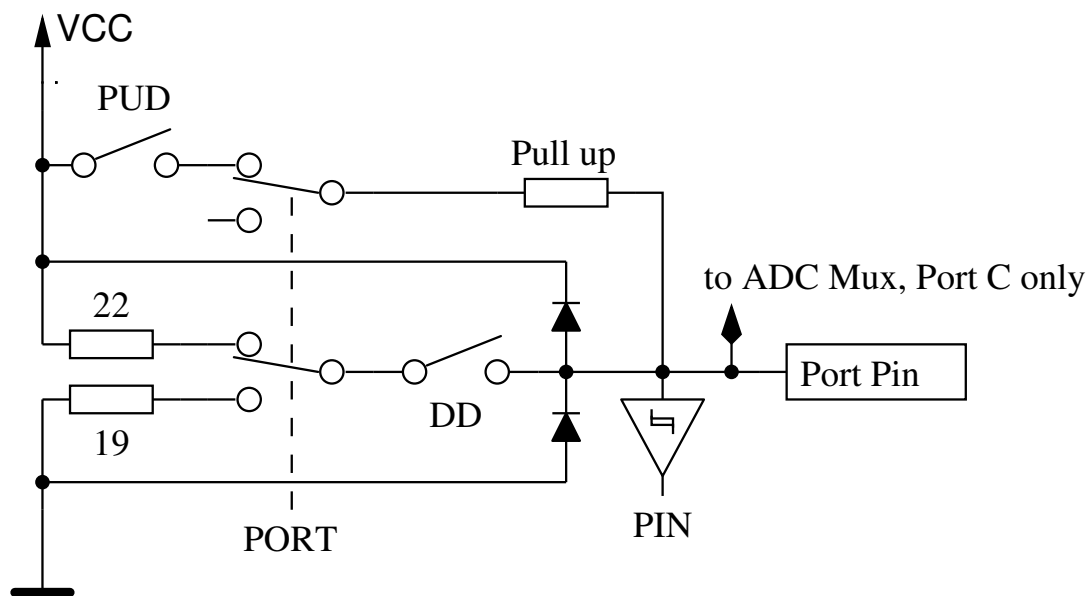 VCC
PUD
Pull up
to ADC Mux, Port C only
22
Port Pin
DD
19
PIN
PORT